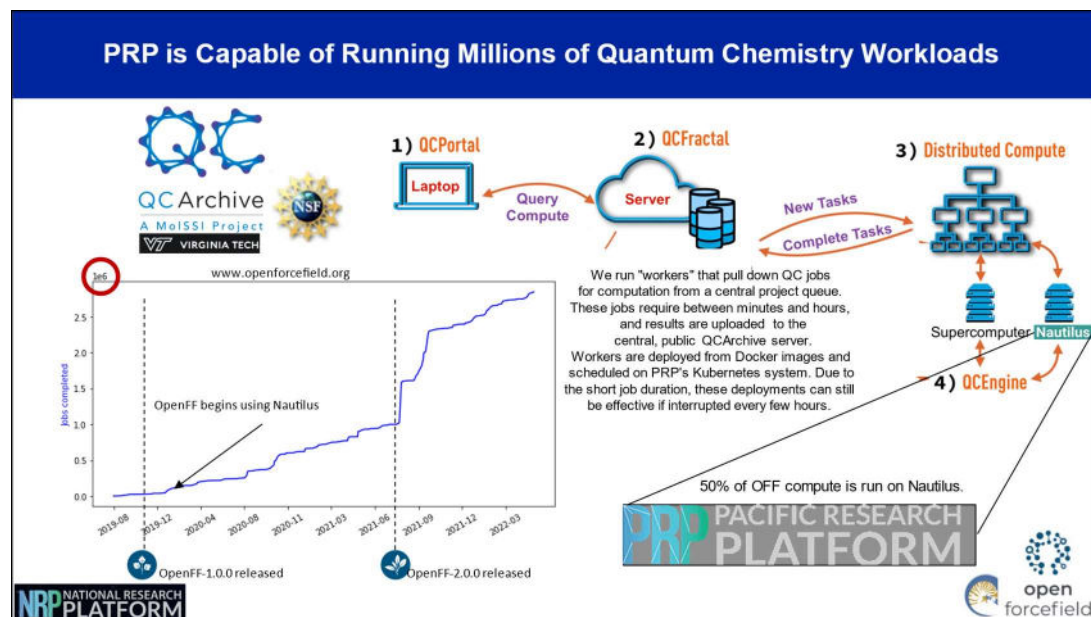 PRP is Capable of Running Millions of Quantum Chemistry Workloads
QC
QCArchive
A MolSSI Project
VT VIRGINIA TECH
NSF
1) QCPortal
Laptop
Query
Compute
2) QCFractal
Server
New Tasks
Complete Tasks
3) Distributed Compute
Supercomputer
Nautilus
4) QCEngine
We run "workers" that pull down QC jobs
for computation from a central project queue.
These jobs require between minutes and hours,
and results are uploaded to the
central, public QCArchive server.
Workers are deployed from Docker images and
scheduled on PRP's Kubernetes system. Due to
the short job duration, these deployments can still
be effective if interrupted every few hours.
www.openforcefield.org
1e6
2.5
2.0
1.5
1.0
0.5
0.0
Jobs completed
OpenFF begins using Nautilus
2019-08
2019-12
2020-04
2020-08
2020-11
2021-03
2021-06
2021-09
2021-12
2022-03
OpenFF-1.0.0 released
OpenFF-2.0.0 released
50% of OFF compute is run on Nautilus.
PRP PACIFIC RESEARCH
PLATFORM
NRP NATIONAL RESEARCH
PLATFORM
open
forcefield